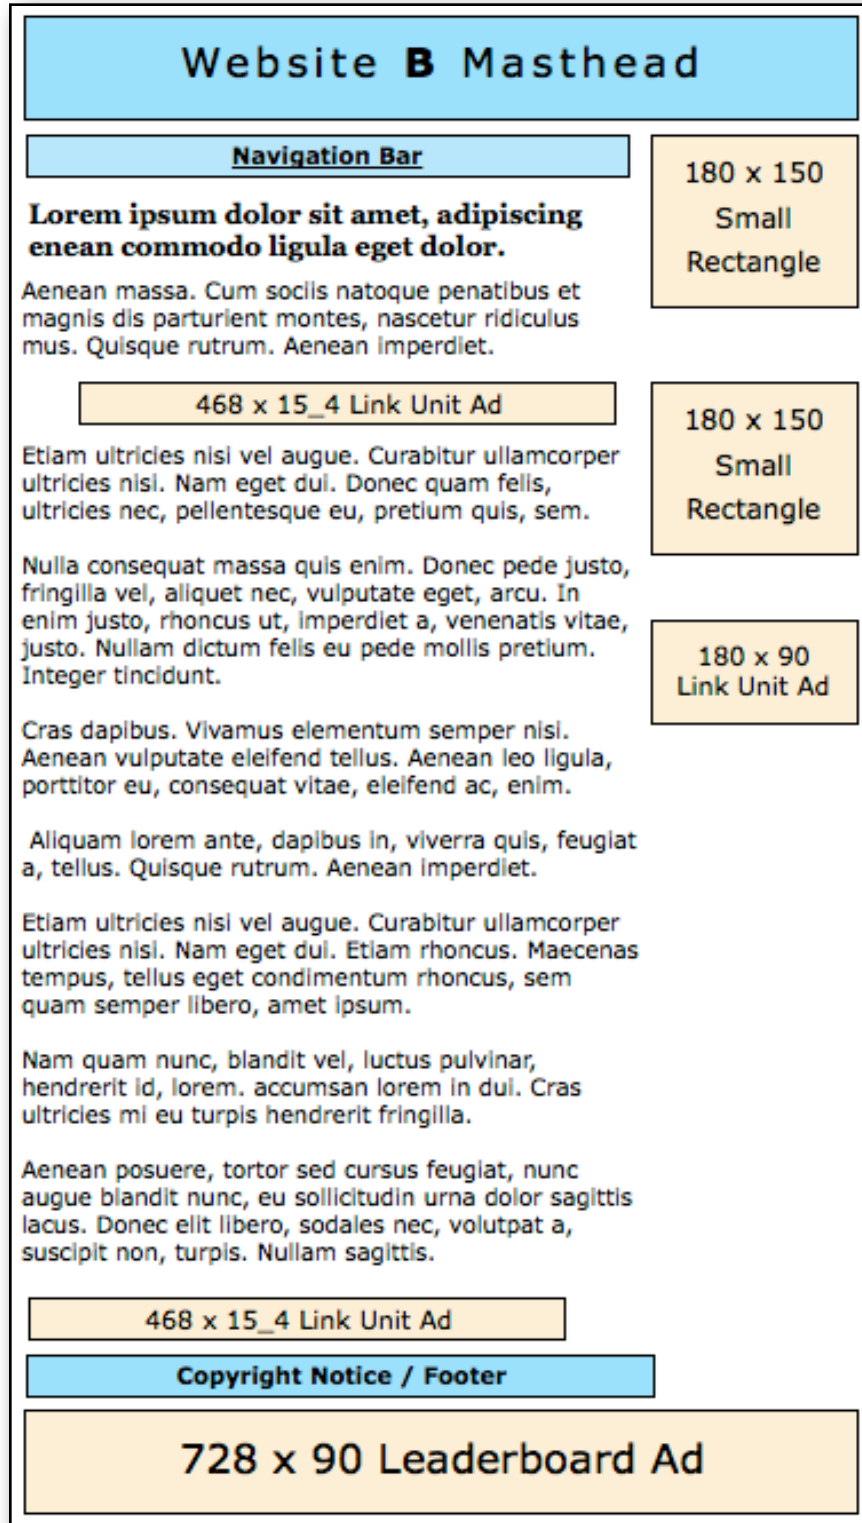 Website B Masthead
Navigation Bar
Lorem ipsum dolor sit amet, adipiscing
enean commodo ligula eget dolor.
Aenean massa. Cum sociis natoque penatibus et
magnis dis parturient montes, nascetur ridiculus
mus. Quisque rutrum. Aenean imperdiet.
468 x 15_4 Link Unit Ad
Etiam ultricies nisi vel augue. Curabitur ullamcorper
ultricies nisi. Nam eget dui. Donec quam felis,
ultricies nec, pellentesque eu, pretium quis, sem.
Nulla consequat massa quis enim. Donec pede justo,
fringilla vel, aliquet nec, vulputate eget, arcu. In
enim justo, rhoncus ut, imperdiet a, venenatis vitae,
justo. Nullam dictum felis eu pede mollis pretium.
Integer tincidunt.
Cras dapibus. Vivamus elementum semper nisi.
Aenean vulputate eleifend tellus. Aenean leo ligula,
porttitor eu, consequat vitae, eleifend ac, enim.
Aliquam lorem ante, dapibus in, viverra quis, feugiat
a, tellus. Quisque rutrum. Aenean imperdiet.
Etiam ultricies nisi vel augue. Curabitur ullamcorper
ultricies nisi. Nam eget dui. Etiam rhoncus. Maecenas
tempus, tellus eget condimentum rhoncus, sem
quam semper libero, amet ipsum.
Nam quam nunc, blandit vel, luctus pulvinar,
hendrerit id, lorem. accumsan lorem in dui. Cras
ultricies mi eu turpis hendrerit fringilla.
Aenean posuere, tortor sed cursus feugiat, nunc
augue blandit nunc, eu sollicitudin urna dolor sagittis
lacus. Donec elit libero, sodales nec, volutpat a,
suscipit non, turpis. Nullam sagittis.
468 x 15_4 Link Unit Ad
180 x 150
Small
Rectangle
180 x 150
Small
Rectangle
180 x 90
Link Unit Ad
Copyright Notice / Footer
728 x 90 Leaderboard Ad